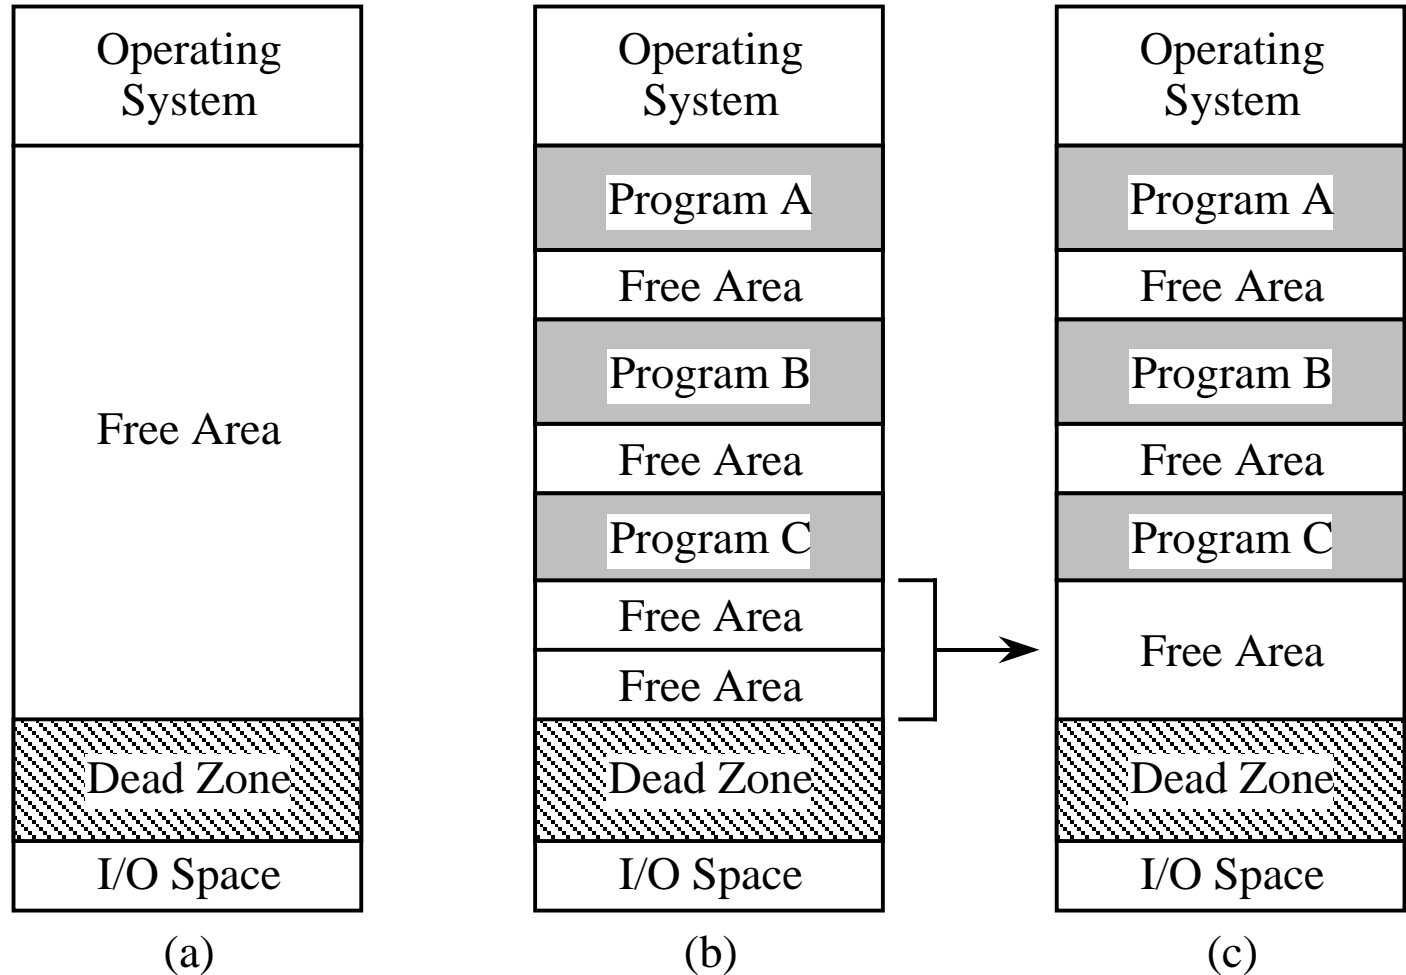 Operating
System
Free Area
Dead Zone
I/O Space
(a)
Operating
System
Program A
Free Area
Program B
Free Area
Program C
Free Area
Free Area
Dead Zone
I/O Space
(b)
Operating
System
Program A
Free Area
Program B
Free Area
Program C
Free Area
Dead Zone
I/O Space
(c)